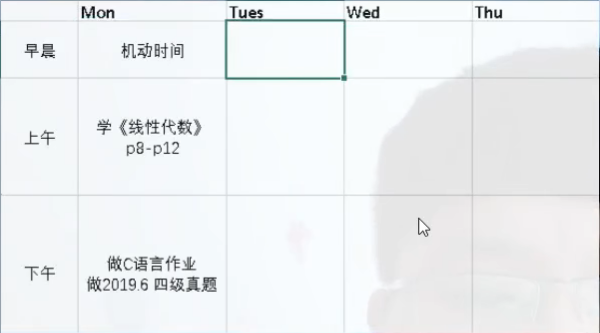 Mon Tues Wed Thu
早晨 机动时间
上午 学《线性代数》
p8-p12
下午 做C语言作业
做2019.6 四级真题